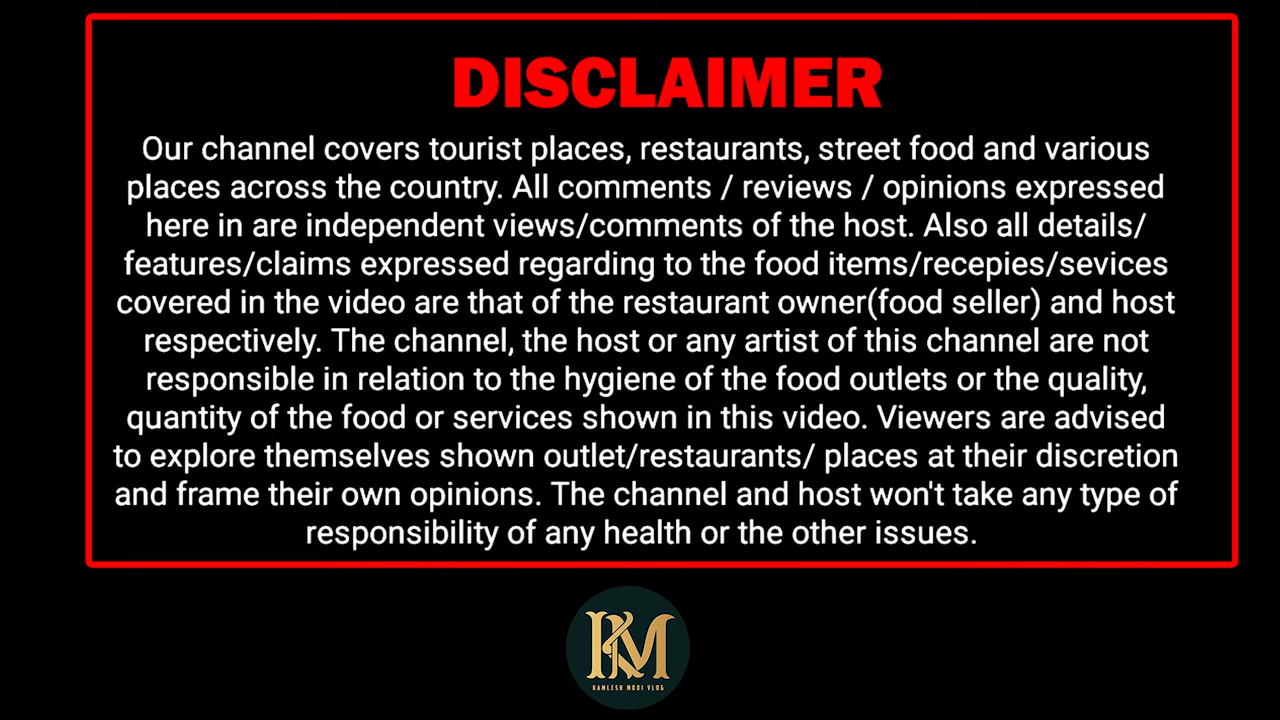 DISCLAIMER
Our channel covers tourist places, restaurants, street food and various
places across the country. All comments / reviews / opinions expressed
here in are independent views/comments of the host. Also all details/
features/claims expressed regarding to the food items/recepies/sevices
covered in the video are that of the restaurant owner(food seller) and host
respectively. The channel, the host or any artist of this channel are not
responsible in relation to the hygiene of the food outlets or the quality,
quantity of the food or services shown in this video. Viewers are advised
to explore themselves shown outlet/restaurants/ places at their discretion
and frame their own opinions. The channel and host won't take any type of
responsibility of any health or the other issues.
KM
KAMLESH MODI VLOG